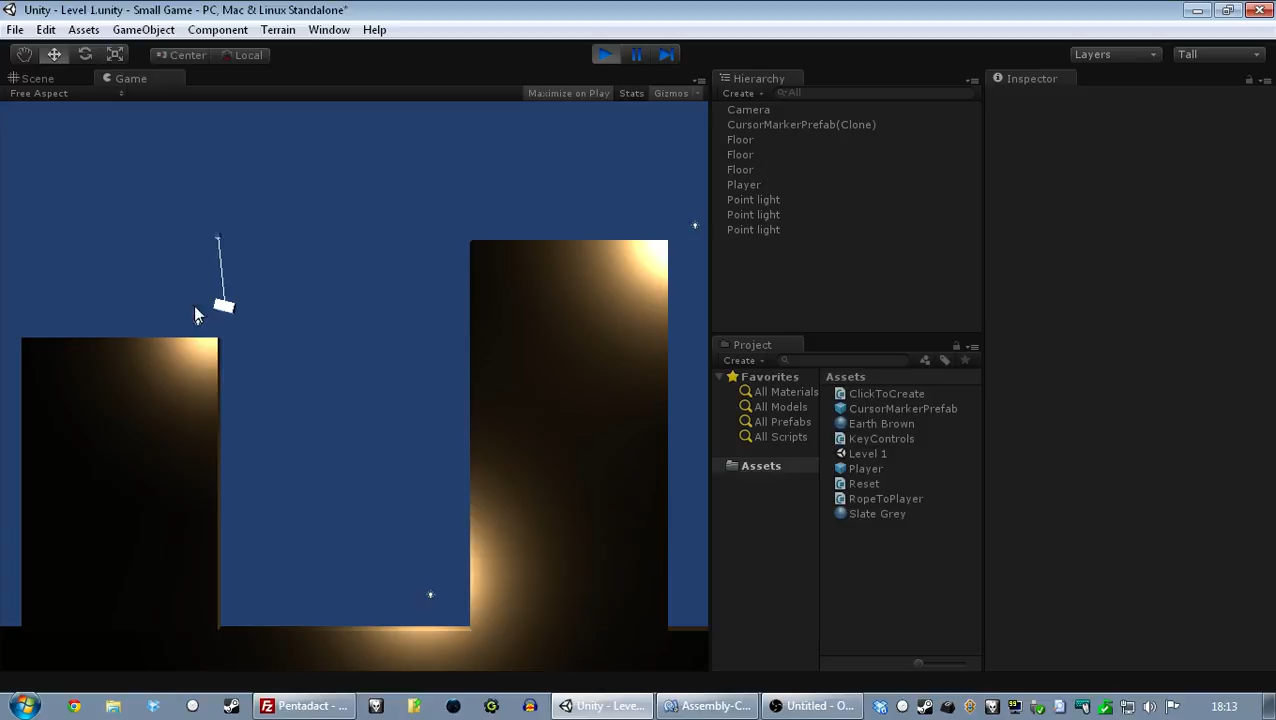 Unity - Level 1.unity - Small Game - PC, Mac & Linux Standalone*
File Edit Assets GameObject Component Terrain Window Help
Center Local Layers Tall
Scene Game Hierarchy Inspector
Free Aspect Maximize on Play Stats Gizmos Create All
Camera
CursorMarkerPrefab(Clone)
Floor
Floor
Floor
Player
Point light
Point light
Point light
Project
Create
Favorites Assets
All Materials ClickToCreate
All Models CursorMarkerPrefab
All Prefabs Earth Brown
All Scripts KeyControls
Level 1
Assets Player
Reset
RopeToPlayer
Slate Grey
Pentadact - ... Unity - Leve... Assembly-C... Untitled - O... 18:13